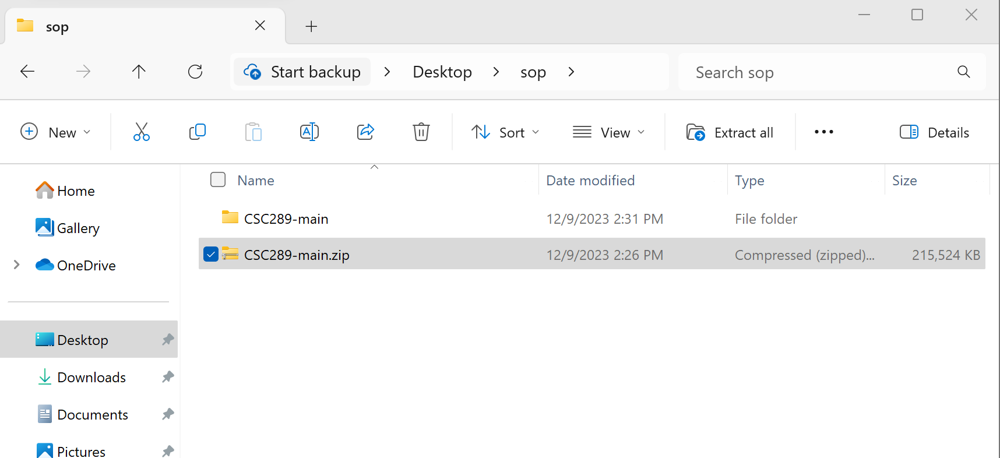 sop
Start backup Desktop sop Search sop
New Sort View Extract all Details
Name Date modified Type Size
CSC289-main 12/9/2023 2:31 PM File folder
CSC289-main.zip 12/9/2023 2:26 PM Compressed (zipped)... 215,524 KB
Home
Gallery
OneDrive
Desktop
Downloads
Documents
Pictures